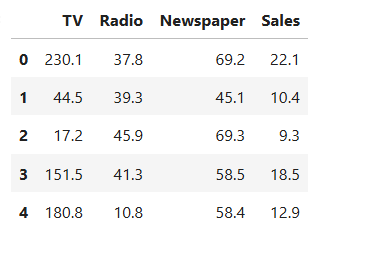 TV Radio Newspaper Sales
0 230.1 37.8 69.2 22.1
1 44.5 39.3 45.1 10.4
2 17.2 45.9 69.3 9.3
3 151.5 41.3 58.5 18.5
4 180.8 10.8 58.4 12.9